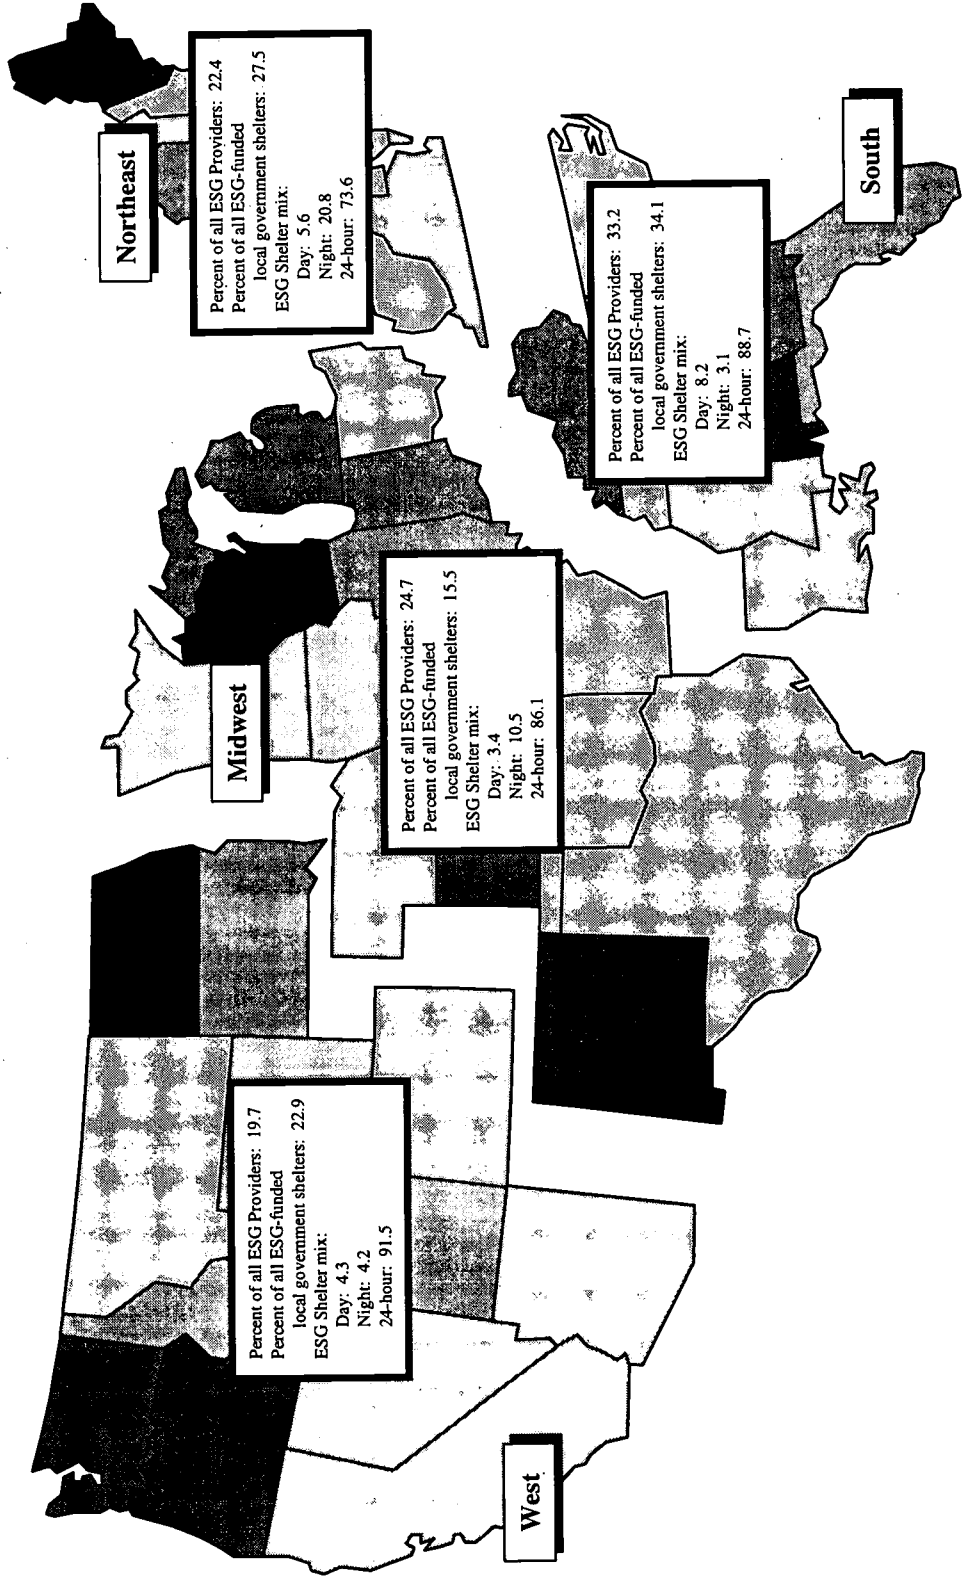 Northeast
Percent of all ESG Providers: 22.4
Percent of all ESG-funded
local government shelters: 27.5
ESG Shelter mix:
Day: 5.6
Night: 20.8
24-hour: 73.6
Midwest
Percent of all ESG Providers: 24.7
Percent of all ESG-funded
local government shelters: 15.5
ESG Shelter mix:
Day: 3.4
Night: 10.5
24-hour: 86.1
South
Percent of all ESG Providers: 33.2
Percent of all ESG-funded
local government shelters: 34.1
ESG Shelter mix:
Day: 8.2
Night: 3.1
24-hour: 88.7
West
Percent of all ESG Providers: 19.7
Percent of all ESG-funded
local government shelters: 22.9
ESG Shelter mix:
Day: 4.3
Night: 4.2
24-hour: 91.5